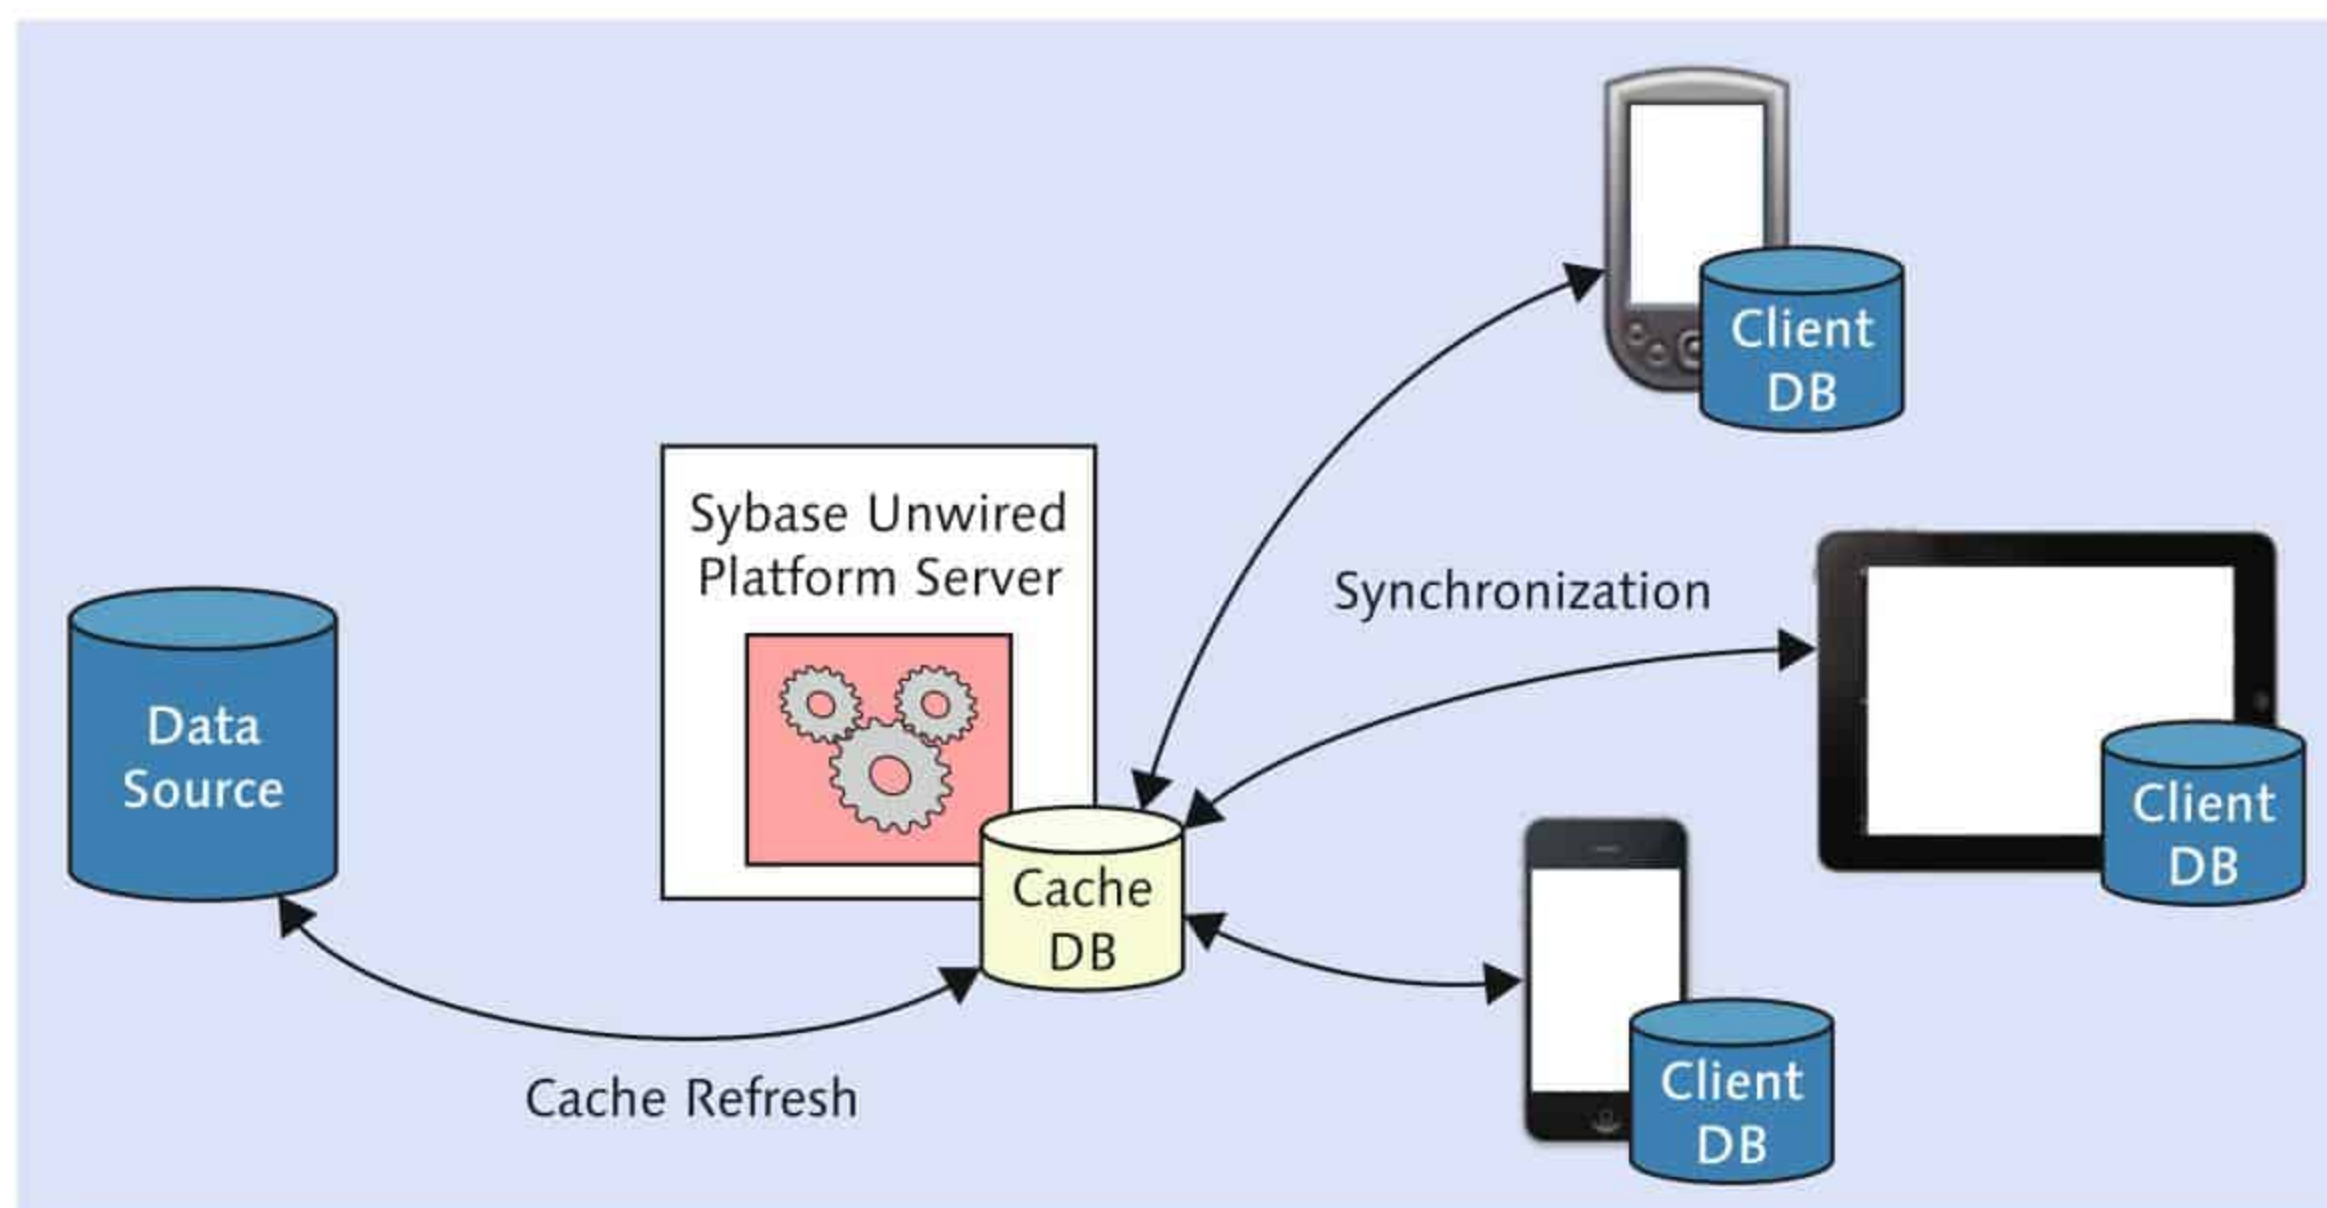 Client
DB
Sybase Unwired
Platform Server
Synchronization
Data
Source
Client
DB
Cache
DB
Cache Refresh
Client
DB